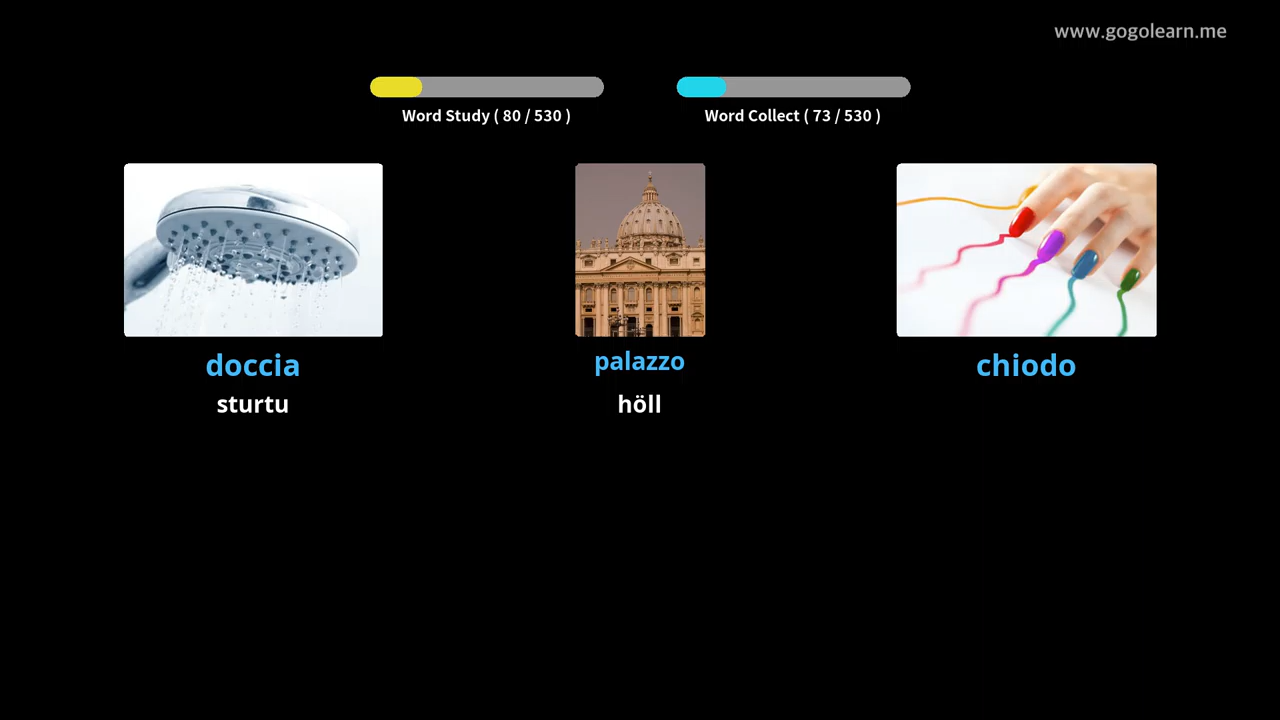 www.gogolearn.me
Word Study ( 80 / 530 )
Word Collect ( 73 / 530 )
doccia
sturtu
palazzo
höll
chiodo